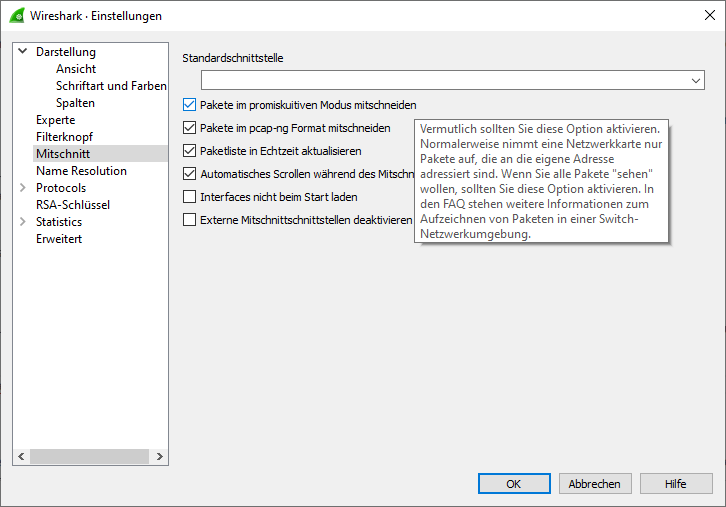 Wireshark · Einstellungen
Darstellung
Ansicht
Schriftart und Farben
Spalten
Experte
Filterknopf
Mitschnitt
Name Resolution
Protocols
RSA-Schlüssel
Statistics
Erweitert
Standardschnittstelle
Pakete im promiskuitiven Modus mitschneiden
Pakete im pcap-ng Format mitschneiden
Paketliste in Echtzeit aktualisieren
Automatisches Scrollen während des Mitschn
Interfaces nicht beim Start laden
Externe Mitschnittschnittstellen deaktivieren
Vermutlich sollten Sie diese Option aktivieren.
Normalerweise nimmt eine Netzwerkkarte nur
Pakete auf, die an die eigene Adresse
adressiert sind. Wenn Sie alle Pakete "sehen"
wollen, sollten Sie diese Option aktivieren. In
den FAQ stehen weitere Informationen zum
Aufzeichnen von Paketen in einer Switch-
Netzwerkumgebung.
OK
Abbrechen
Hilfe